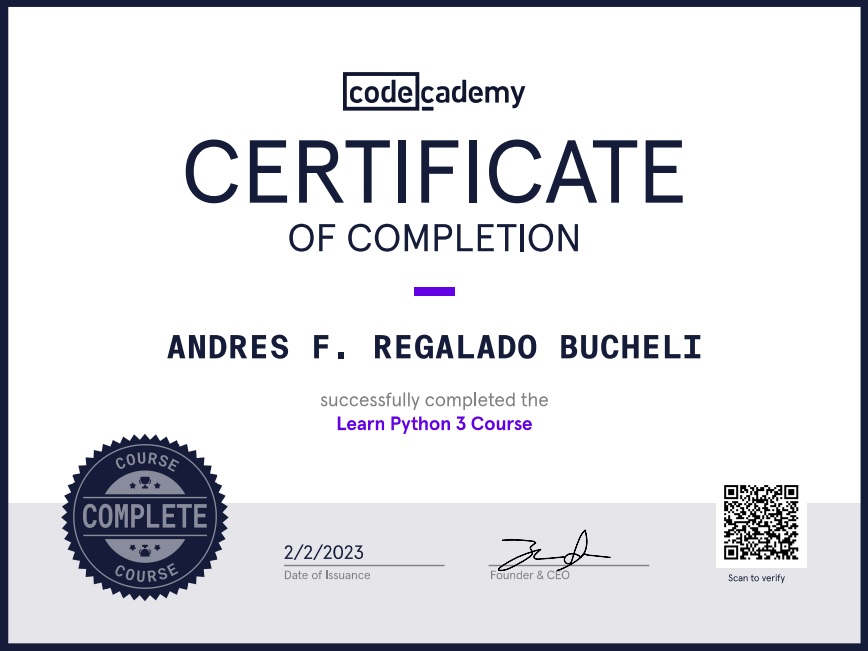 codecademy
CERTIFICATE
OF COMPLETION
ANDRES F. REGALADO BUCHELI
successfully completed the
Learn Python 3 Course
COURSE
COMPLETE
COURSE
2/2/2023
Date of Issuance
Founder & CEO
Scan to verify